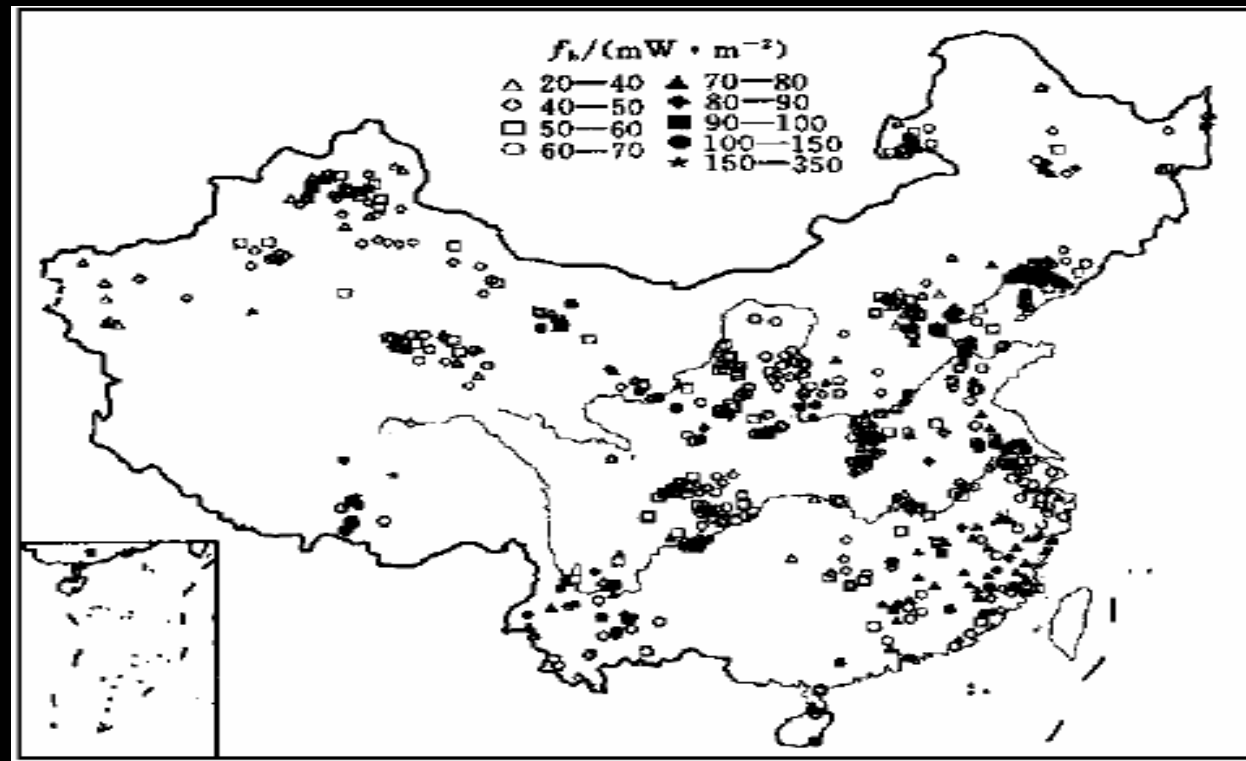 f_h/(mW · m⁻²)
△ 20—40 ▲ 70—80
◇ 40—50 ◆ 80—90
□ 50—60 ■ 90—100
○ 60—70 ● 100—150
★ 150—350